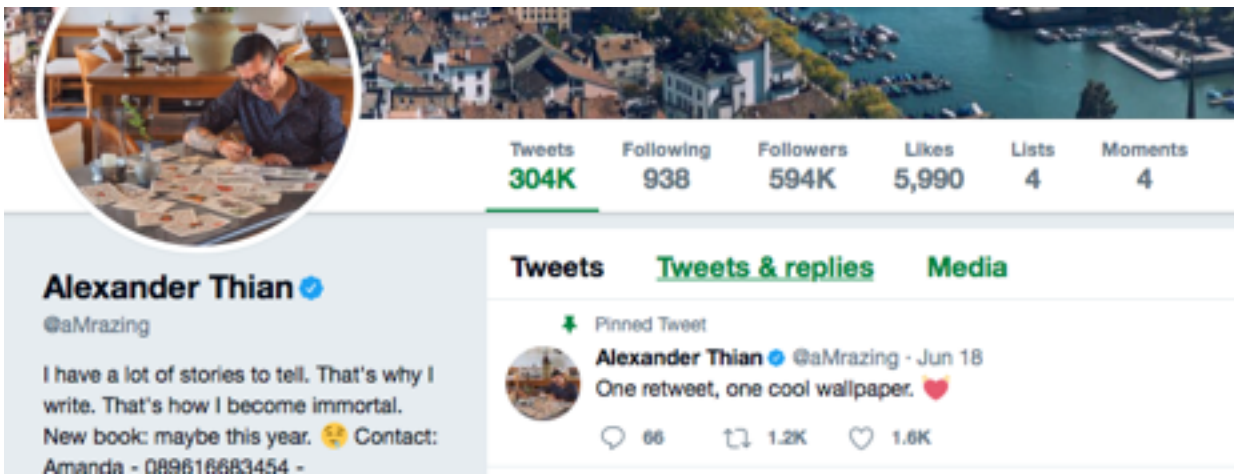 Tweets Following Followers Likes Lists Moments
304K 938 594K 5,990 4 4
Alexander Thian
@aMrazing
I have a lot of stories to tell. That's why I
write. That's how I become immortal.
New book: maybe this year. 🤒 Contact:
Amanda - 089616683454 -
Tweets Tweets & replies Media
Pinned Tweet
Alexander Thian @aMrazing - Jun 18
One retweet, one cool wallpaper.
66 1.2K 1.6K